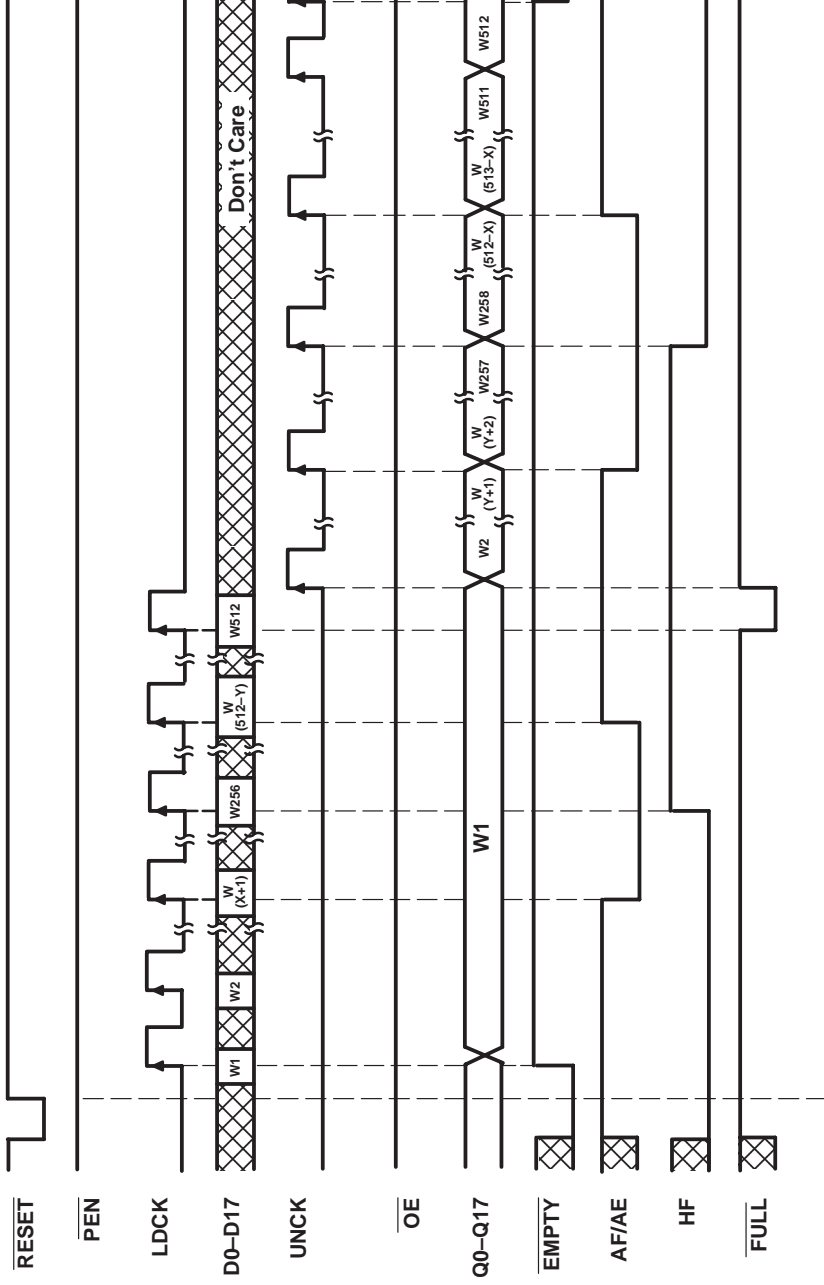 RESET
PEN
LDCK
D0–D17
W1
W2
W
(X+1)
W256
W
(512–Y)
W512
Don't Care
UNCK
OE
Q0–Q17
W1
W2
W
(Y+1)
W
(Y+2)
W257
W258
W
(512–X)
W
(513–X)
W511
W512
EMPTY
AF/AE
HF
FULL